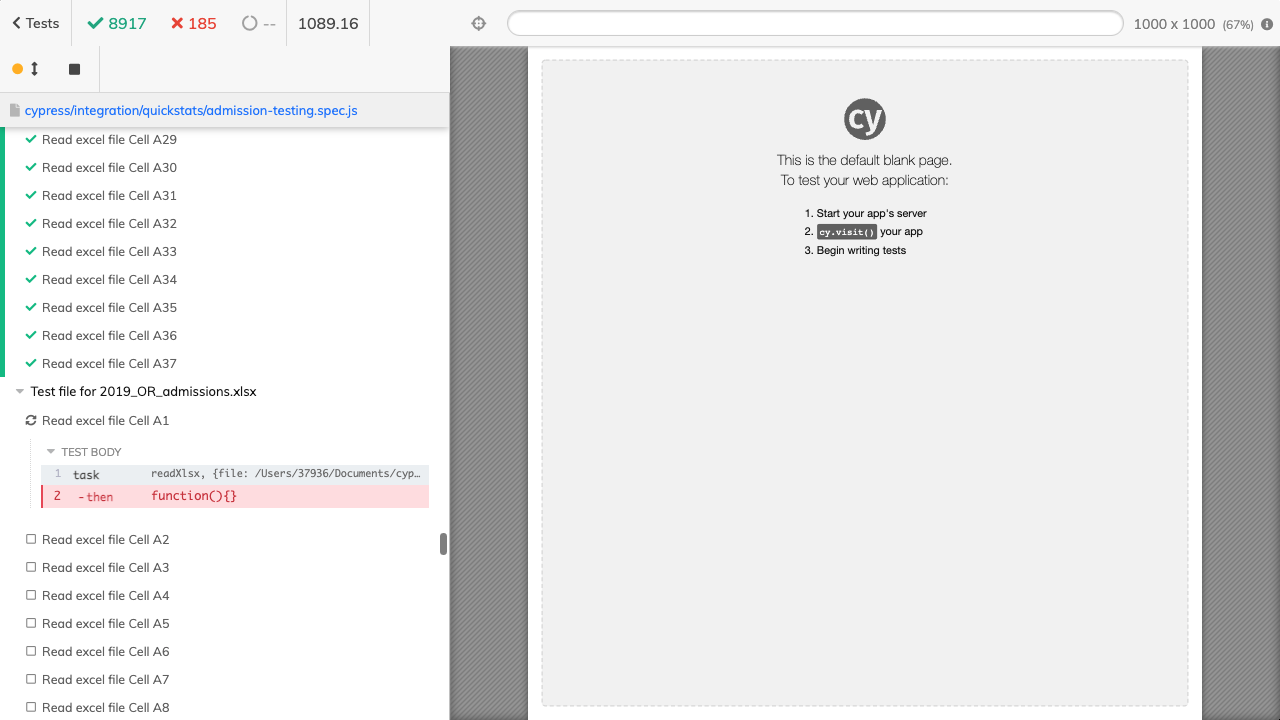 Tests 8917 185 -- 1089.16
1000 x 1000 (67%)
cypress/integration/quickstats/admission-testing.spec.js
Read excel file Cell A29
Read excel file Cell A30
Read excel file Cell A31
Read excel file Cell A32
Read excel file Cell A33
Read excel file Cell A34
Read excel file Cell A35
Read excel file Cell A36
Read excel file Cell A37
Test file for 2019_OR_admissions.xlsx
Read excel file Cell A1
TEST BODY
1 task readXlsx, {file: /Users/37936/Documents/cyp…
2 -then function(){}
Read excel file Cell A2
Read excel file Cell A3
Read excel file Cell A4
Read excel file Cell A5
Read excel file Cell A6
Read excel file Cell A7
Read excel file Cell A8
cy
This is the default blank page.
To test your web application:
1. Start your app's server
2. cy.visit() your app
3. Begin writing tests